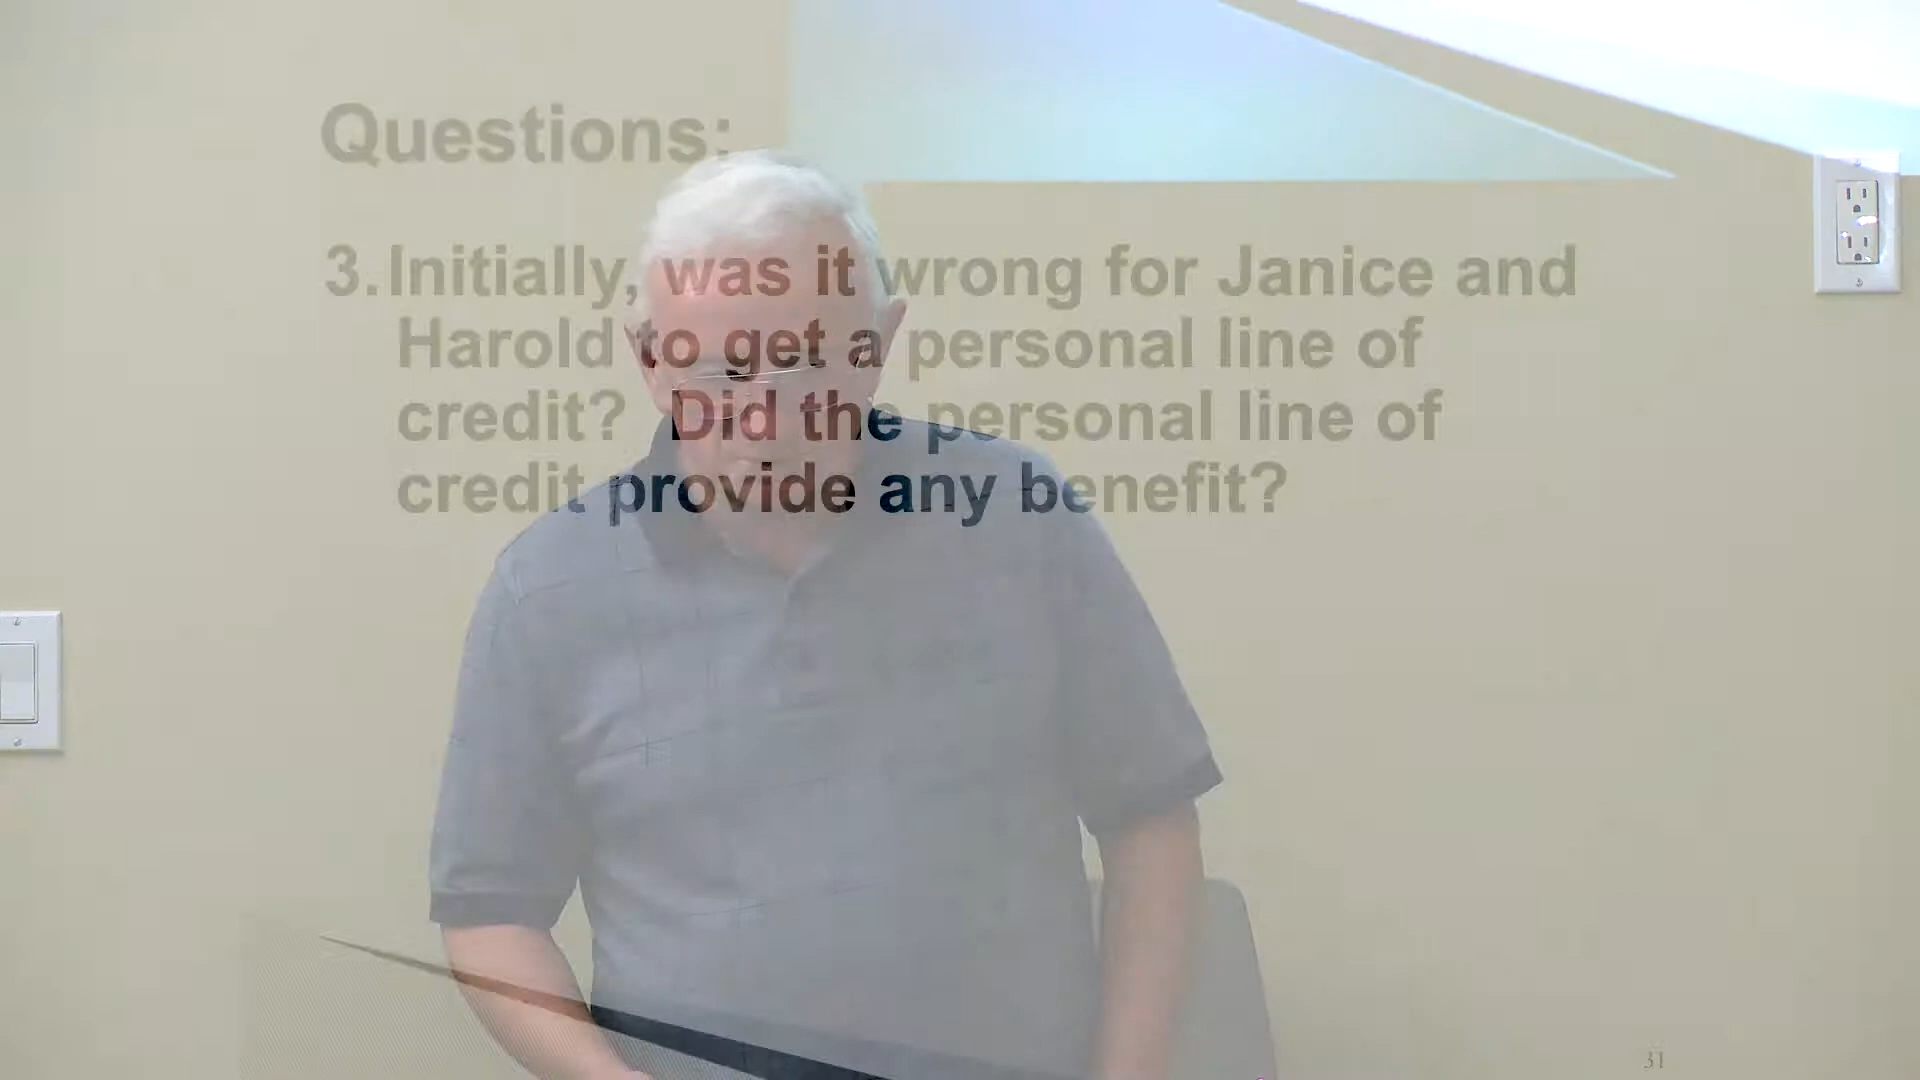 Questions:
3. Initially, was it wrong for Janice and
Harold to get a personal line of
credit? Did the personal line of
credit provide any benefit?
31